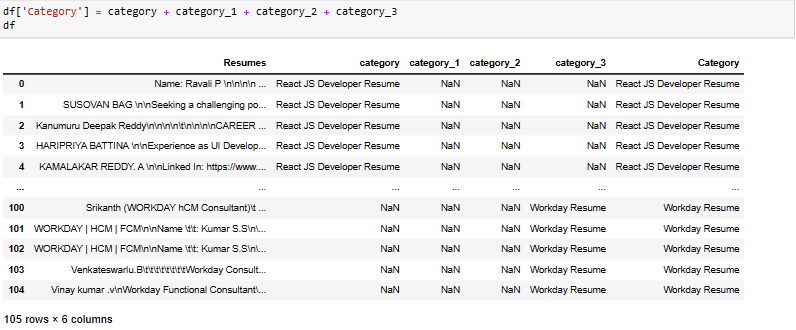 df['Category'] = category + category_1 + category_2 + category_3
df
Resumes category category_1 category_2 category_3 Category
0 Name: Ravali P \n\n\n\n ... React JS Developer Resume NaN NaN NaN React JS Developer Resume
1 SUSOVAN BAG \n\nSeeking a challenging po... React JS Developer Resume NaN NaN NaN React JS Developer Resume
2 Kanumuru Deepak Reddy\n\n\n\n\t\n\n\n\nCAREER ... React JS Developer Resume NaN NaN NaN React JS Developer Resume
3 HARIPRIYA BATTINA \n\nExperience as UI Develop... React JS Developer Resume NaN NaN NaN React JS Developer Resume
4 KAMALAKAR REDDY. A \n\nLinked In: https://www.... React JS Developer Resume NaN NaN NaN React JS Developer Resume
... ... ... ... ... ... ...
100 Srikanth (WORKDAY hCM Consultant)\t ... NaN NaN NaN Workday Resume Workday Resume
101 WORKDAY | HCM | FCM\n\nName \t\t: Kumar S.S\n\... NaN NaN NaN Workday Resume Workday Resume
102 WORKDAY | HCM | FCM\n\nName \t\t: Kumar S.S\n\... NaN NaN NaN Workday Resume Workday Resume
103 Venkateswarlu.B\t\t\t\t\t\t\t\tWorkday Consult... NaN NaN NaN Workday Resume Workday Resume
104 Vinay kumar .v\nWorkday Functional Consultant\... NaN NaN NaN Workday Resume Workday Resume
105 rows × 6 columns